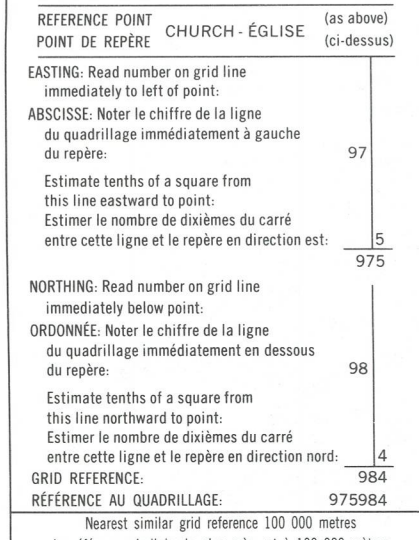 REFERENCE POINT CHURCH - ÉGLISE (as above)
POINT DE REPÈRE (ci-dessus)
EASTING: Read number on grid line
immediately to left of point:
ABSCISSE: Noter le chiffre de la ligne
du quadrillage immédiatement à gauche
du repère: 97
Estimate tenths of a square from
this line eastward to point:
Estimer le nombre de dixièmes du carré
entre cette ligne et le repère en direction est: 5
975
NORTHING: Read number on grid line
immediately below point:
ORDONNÉE: Noter le chiffre de la ligne
du quadrillage immédiatement en dessous
du repère: 98
Estimate tenths of a square from
this line northward to point:
Estimer le nombre de dixièmes du carré
entre cette ligne et le repère en direction nord: 4
GRID REFERENCE: 984
RÉFÉRENCE AU QUADRILLAGE: 975984
Nearest similar grid reference 100 000 metres